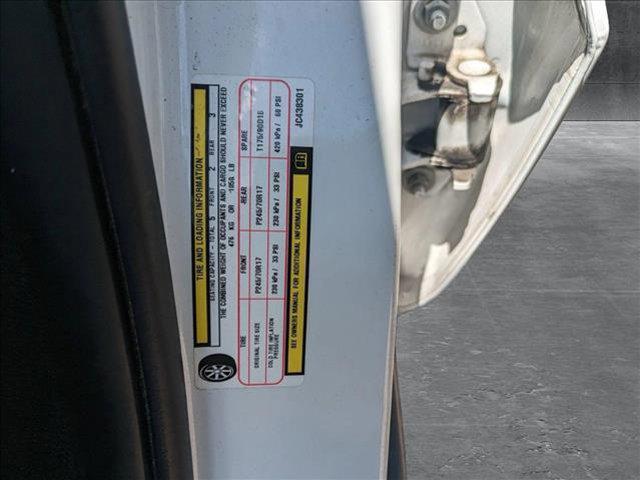 TIRE AND LOADING INFORMATION
SEATING CAPACITY - TOTAL 5 FRONT 2 REAR 3
THE COMBINED WEIGHT OF OCCUPANTS AND CARGO SHOULD NEVER EXCEED
476 KG OR 1050 LB
TIRE FRONT REAR SPARE
ORIGINAL TIRE SIZE P245/70R17 P245/70R17 T175/90D18
COLD TIRE INFLATION PRESSURE 230 kPa / 33 PSI 230 kPa / 33 PSI 420 kPa / 60 PSI
SEE OWNERS MANUAL FOR ADDITIONAL INFORMATION
JC438301